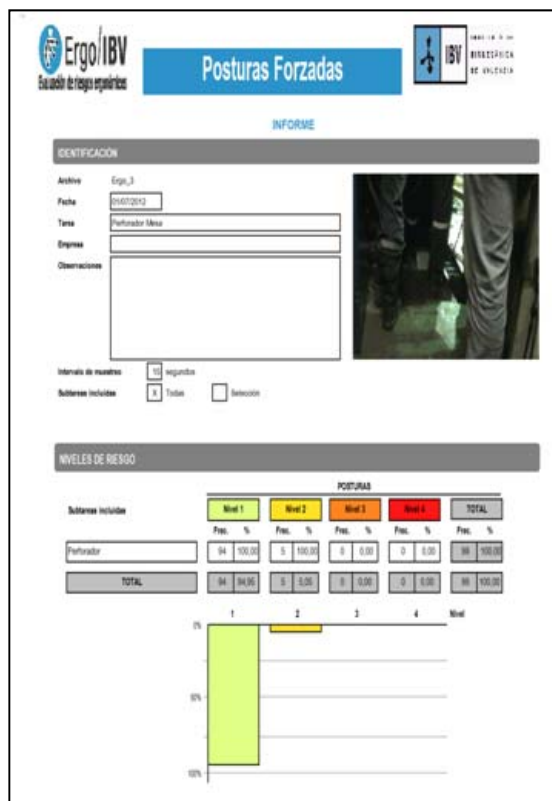 Ergo/IBV
Evaluación de riesgos ergonómicos
Posturas Forzadas
IBV
DE VALENCIA
INFORME
IDENTIFICACIÓN
Archivo Ergo_3
Fecha 01/07/2012
Tarea Perforador Mesa
Empresa
Observaciones
Intervalo de muestreo 15 segundos
Subtareas incluidas X Todas Selección
NIVELES DE RIESGO
POSTURAS
Subtareas incluidas Nivel 1 Nivel 2 Nivel 3 Nivel 4 TOTAL
Frec. % Frec. % Frec. % Frec. % Frec. %
Perforador 94 100,00 5 100,00 0 0,00 0 0,00 99 100,00
TOTAL 94 94,95 5 5,05 0 0,00 0 0,00 99 100,00
1 2 3 4 Nivel
0%
50%
100%